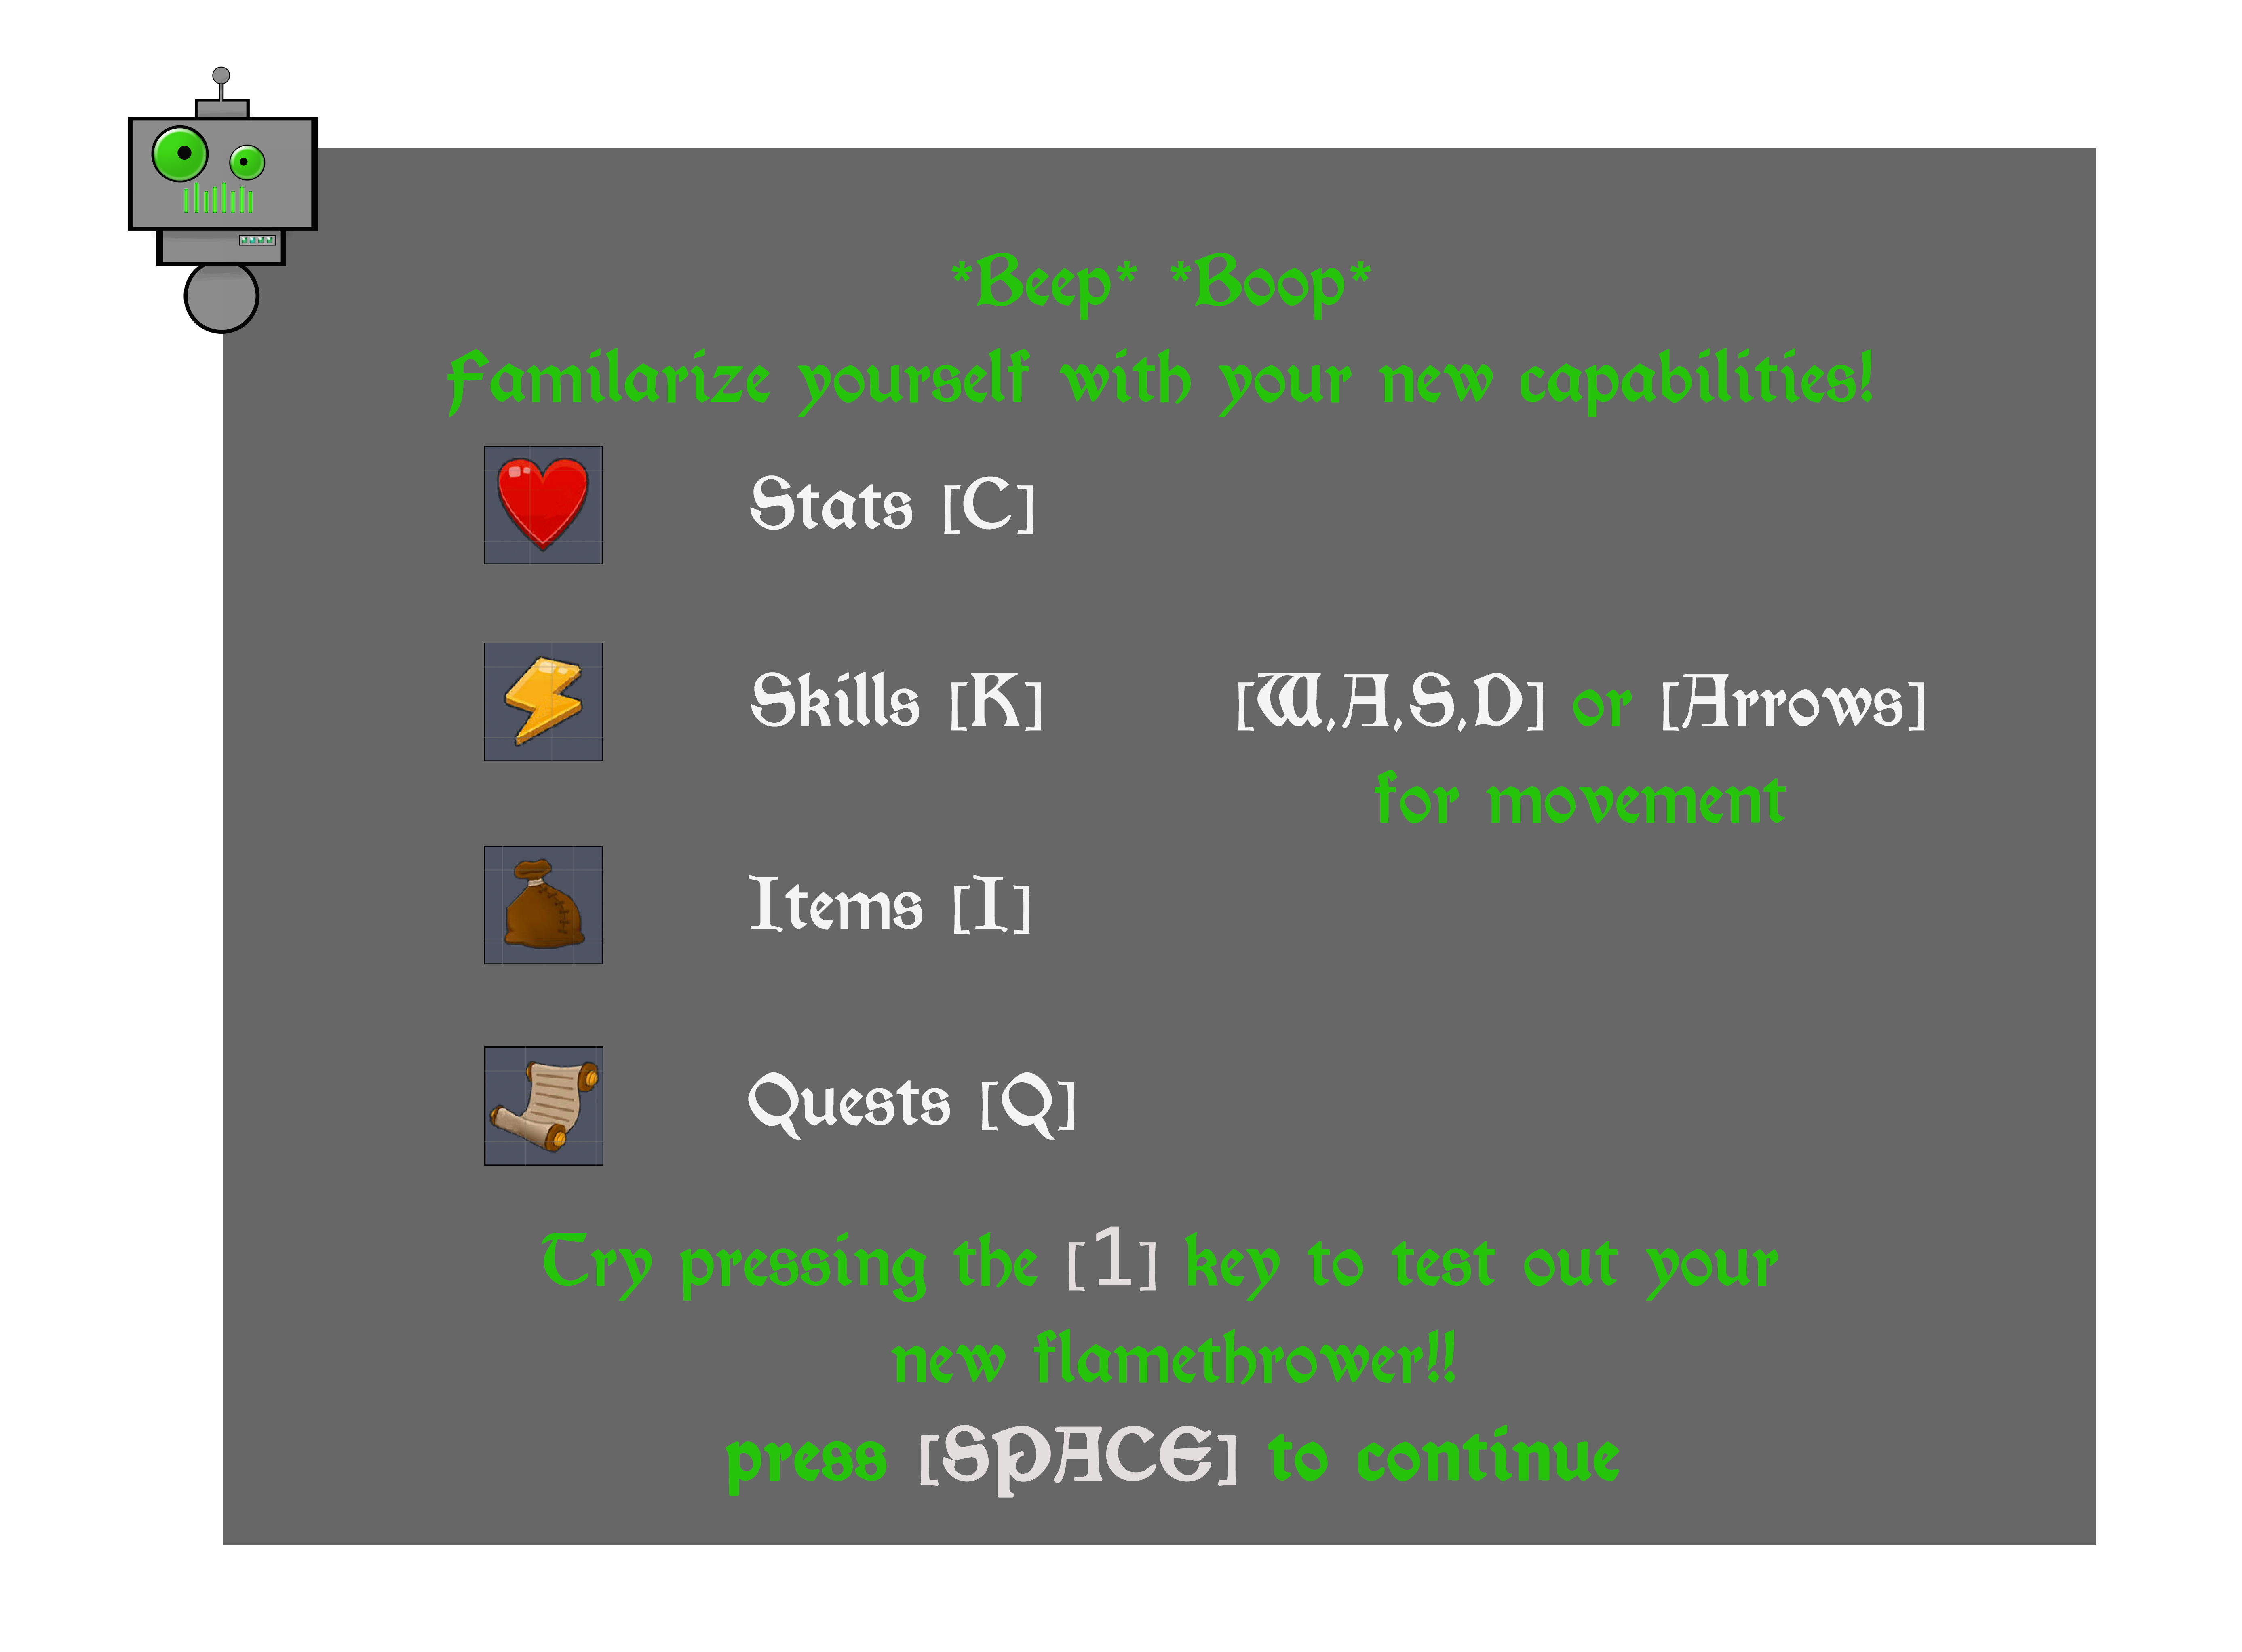 *Beep* *Boop*
Familarize yourself with your new capabilities!
Stats [C]
Skills [K]
[W,A,S,D] or [Arrows]
for movement
Items [I]
Quests [Q]
Try pressing the [1] key to test out your
new flamethrower!!
press [SPACE] to continue